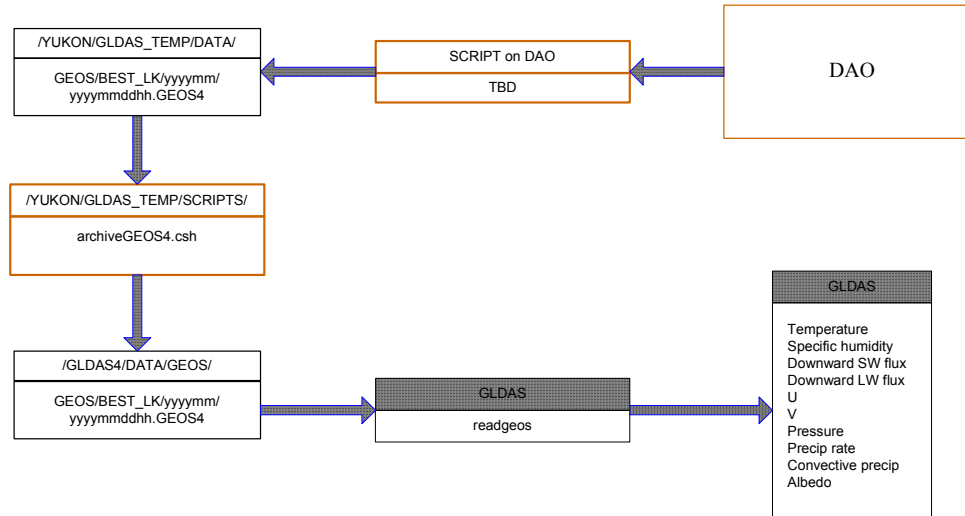 /YUKON/GLDAS_TEMP/DATA/
GEOS/BEST_LK/yyyymm/
yyyymmddhh.GEOS4
SCRIPT on DAO
TBD
DAO
/YUKON/GLDAS_TEMP/SCRIPTS/
archiveGEOS4.csh
/GLDAS4/DATA/GEOS/
GEOS/BEST_LK/yyyymm/
yyyymmddhh.GEOS4
GLDAS
readgeos
GLDAS
Temperature
Specific humidity
Downward SW flux
Downward LW flux
U
V
Pressure
Precip rate
Convective precip
Albedo